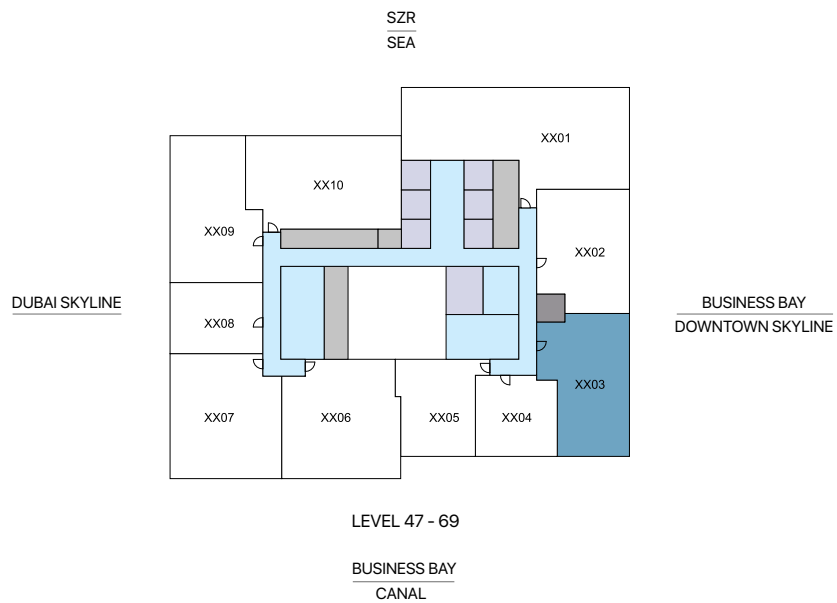 SZR
SEA
XX01
XX10
XX09
XX02
DUBAI SKYLINE
BUSINESS BAY
DOWNTOWN SKYLINE
XX08
XX03
XX07
XX06
XX05
XX04
LEVEL 47 - 69
BUSINESS BAY
CANAL